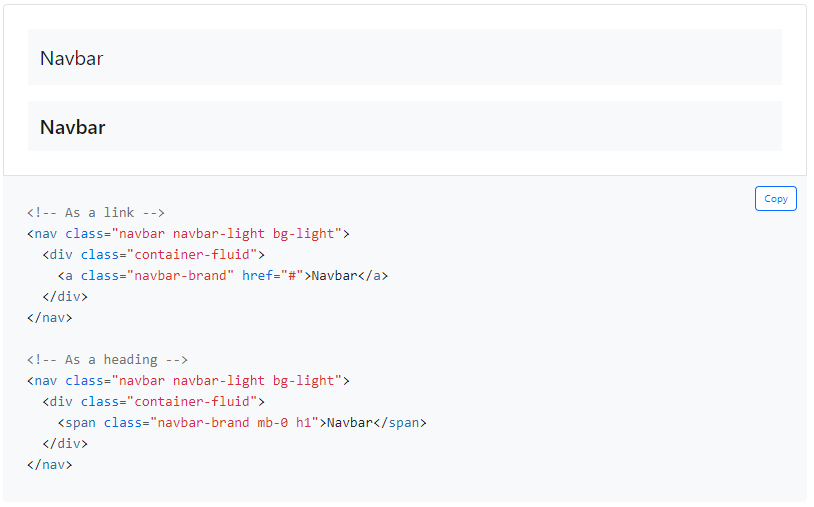 Navbar
Navbar
Copy
<!-- As a link -->
<nav class="navbar navbar-light bg-light">
  <div class="container-fluid">
    <a class="navbar-brand" href="#">Navbar</a>
  </div>
</nav>

<!-- As a heading -->
<nav class="navbar navbar-light bg-light">
  <div class="container-fluid">
    <span class="navbar-brand mb-0 h1">Navbar</span>
  </div>
</nav>